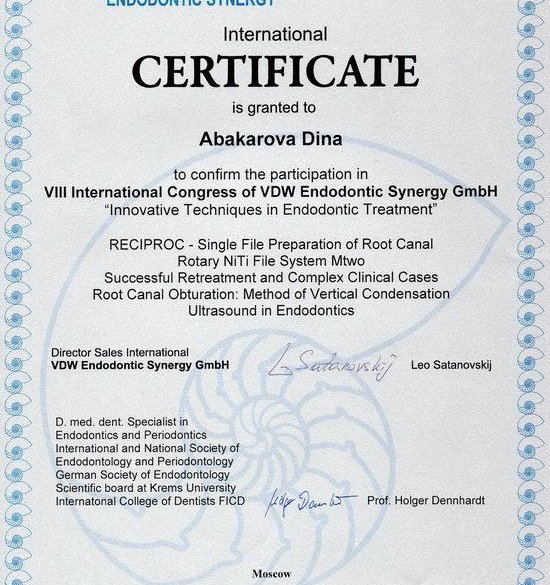 ENDODONTIC SYNERGY
International
CERTIFICATE
is granted to
Abakarova Dina
to confirm the participation in
VIII International Congress of VDW Endodontic Synergy GmbH
“Innovative Techniques in Endodontic Treatment”
RECIPROC - Single File Preparation of Root Canal
Rotary NiTi File System Mtwo
Successful Retreatment and Complex Clinical Cases
Root Canal Obturation: Method of Vertical Condensation
Ultrasound in Endodontics
Director Sales International
VDW Endodontic Synergy GmbH
L Satanovskij
Leo Satanovskij
D. med. dent. Specialist in
Endodontics and Periodontics
International and National Society of
Endodontology and Periodontology
German Society of Endodontology
Scientific board at Krems University
Internatonal College of Dentists FICD
Prof. Holger Dennhardt
Moscow